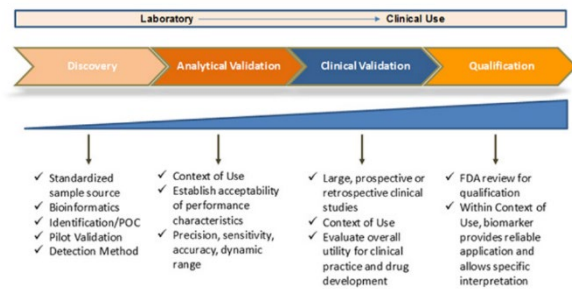 Laboratory Clinical Use
Discovery Analytical Validation Clinical Validation Qualification
✓ Standardized
sample source
✓ Bioinformatics
✓ Identification/POC
✓ Pilot Validation
✓ Detection Method
✓ Context of Use
✓ Establish acceptability
of performance
characteristics
✓ Precision, sensitivity,
accuracy, dynamic
range
✓ Large, prospective or
retrospective clinical
studies
✓ Context of Use
✓ Evaluate overall
utility for clinical
practice and drug
development
✓ FDA review for
qualification
✓ Within Context of
Use, biomarker
provides reliable
application and
allows specific
interpretation